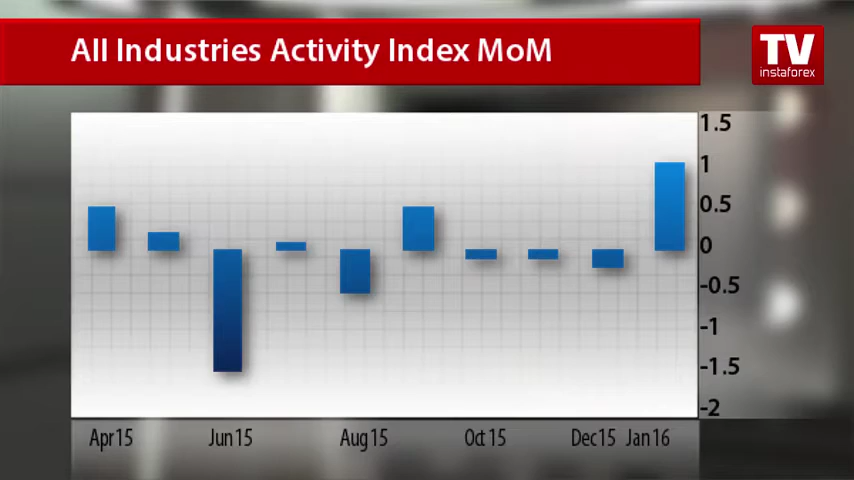 All Industries Activity Index MoM
TV
instaforex
1.5
1
0.5
0
-0.5
-1
-1.5
-2
Apr15
Jun15
Aug15
Oct15
Dec15
Jan16